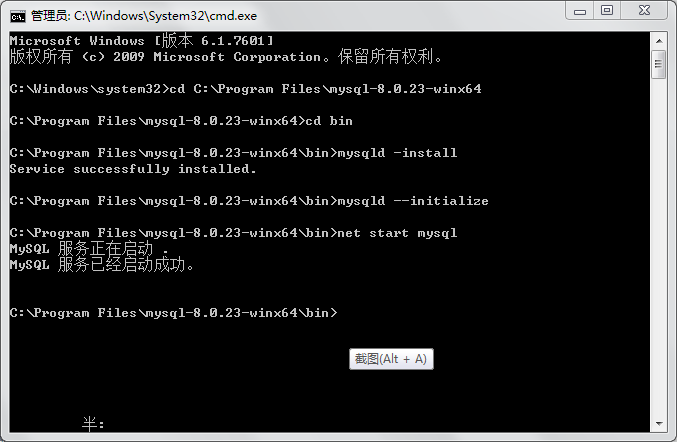 管理员: C:\Windows\System32\cmd.exe
Microsoft Windows [版本 6.1.7601]
版权所有 (c) 2009 Microsoft Corporation。保留所有权利。
C:\Windows\system32>cd C:\Program Files\mysql-8.0.23-winx64
C:\Program Files\mysql-8.0.23-winx64>cd bin
C:\Program Files\mysql-8.0.23-winx64\bin>mysqld -install
Service successfully installed.
C:\Program Files\mysql-8.0.23-winx64\bin>mysqld --initialize
C:\Program Files\mysql-8.0.23-winx64\bin>net start mysql
MySQL 服务正在启动 .
MySQL 服务已经启动成功。
C:\Program Files\mysql-8.0.23-winx64\bin>
截图(Alt + A)
半: